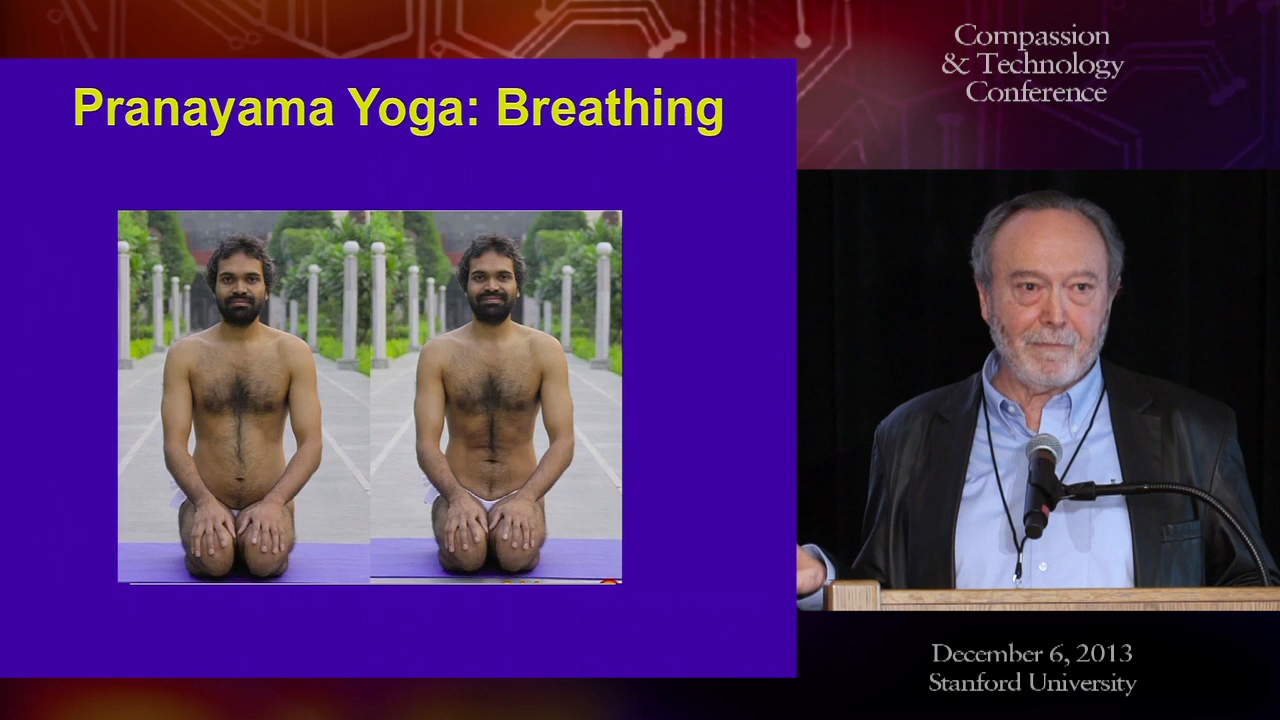 Compassion
& Technology
Conference
Pranayama Yoga: Breathing
December 6, 2013
Stanford University